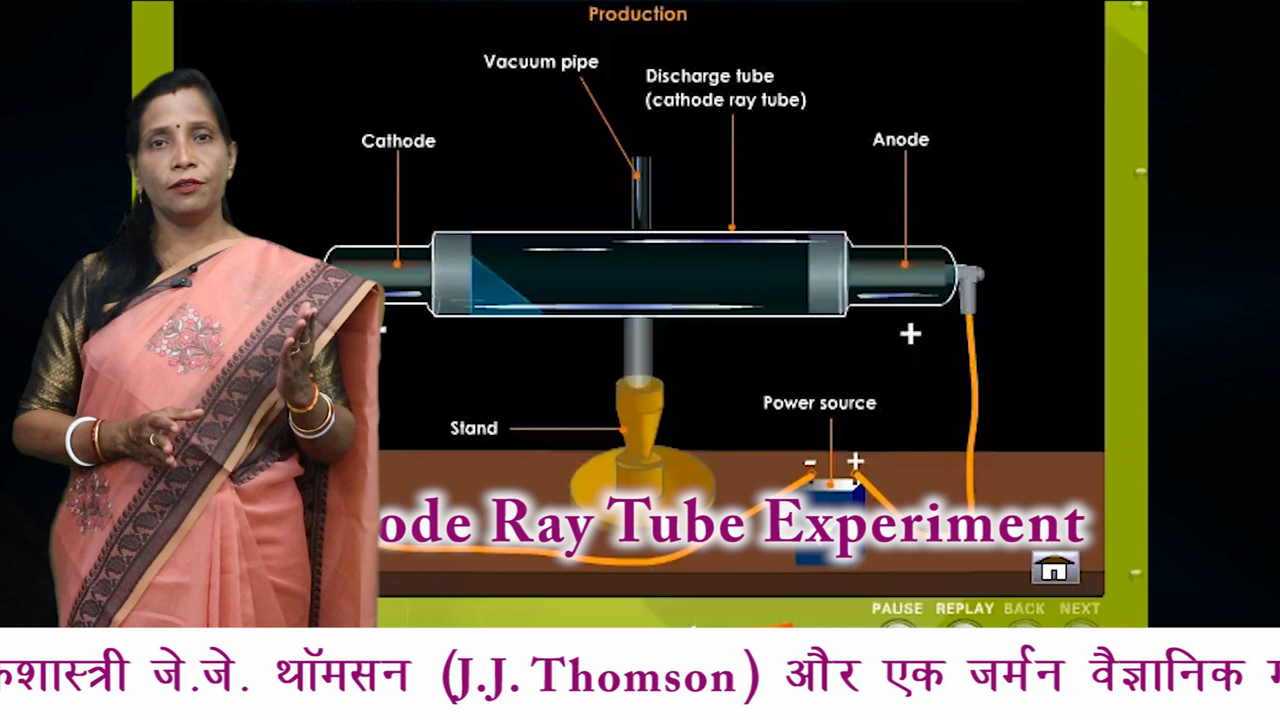 Production
Vacuum pipe
Discharge tube
(cathode ray tube)
Cathode
Anode
+
Power source
Stand
- +
ode Ray Tube Experiment
PAUSE REPLAY BACK NEXT
जे.जे. थॉमसन (J.J. Thomson) और एक जर्मन वैज्ञानिक